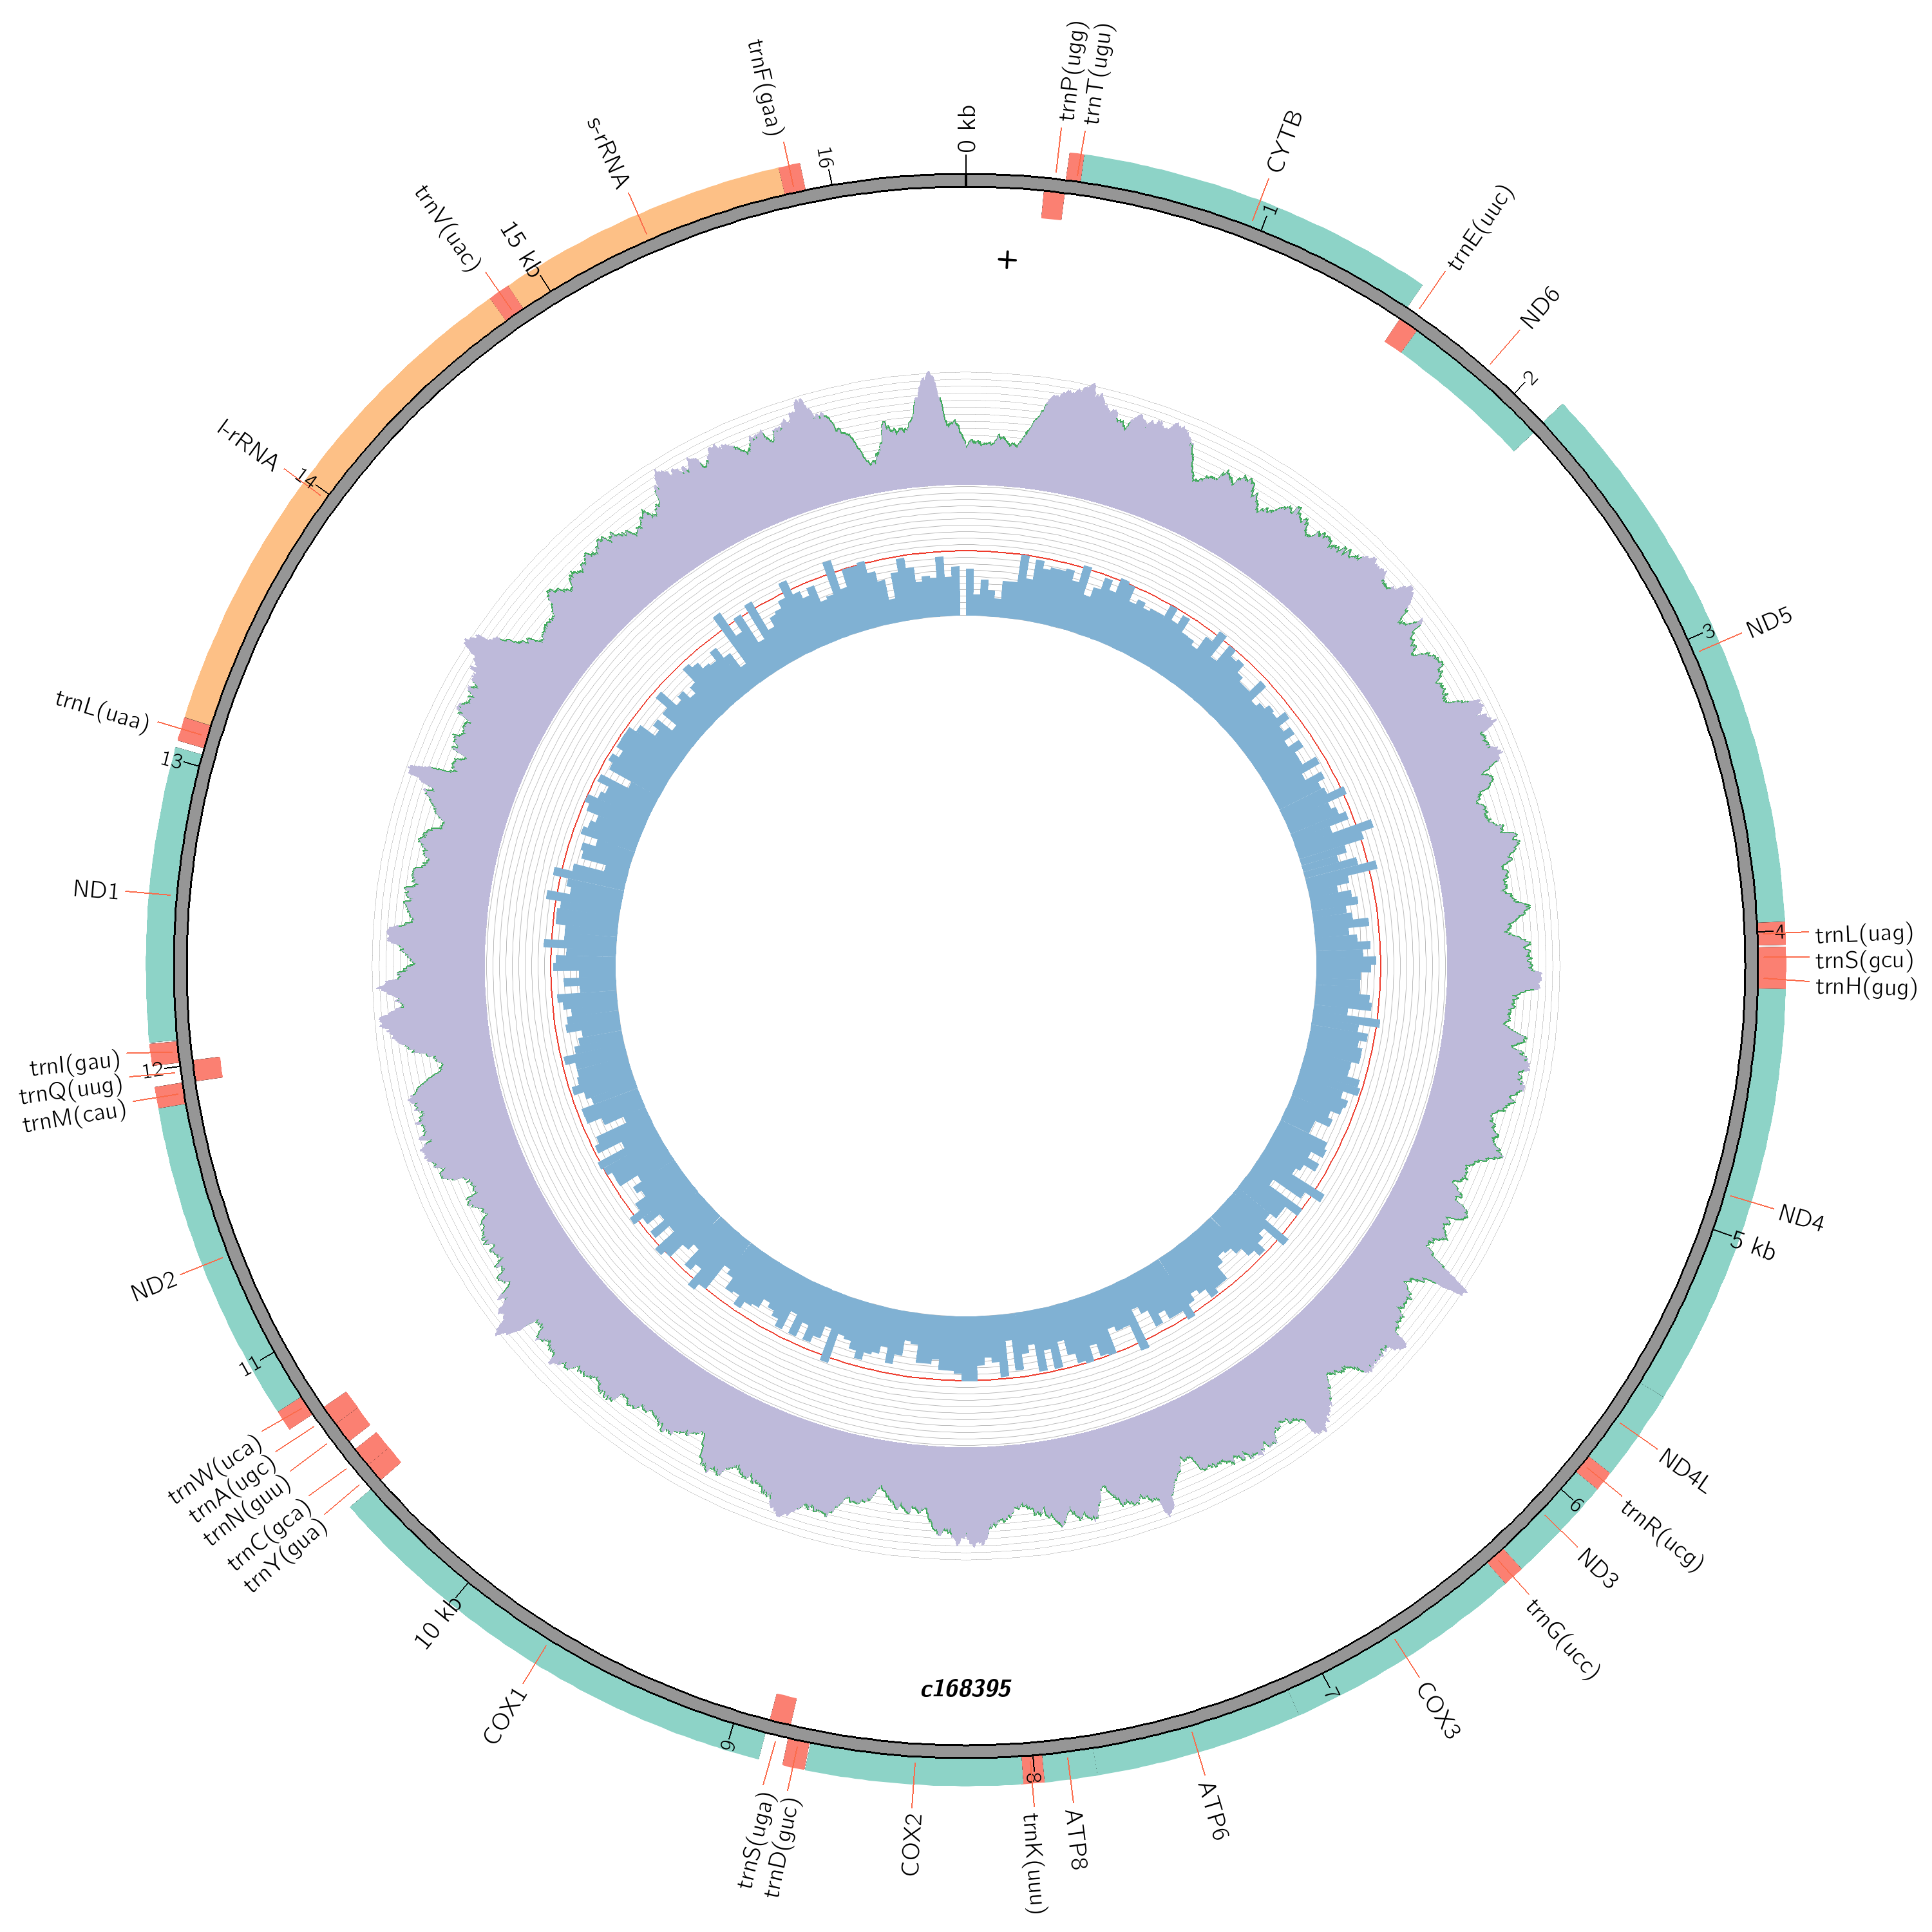 0 kb
trnP(ugg)
trnT(ugu)
CYTB
1
trnE(uuc)
ND6
2
ND5
3
trnL(uag)
4
trnS(gcu)
trnH(gug)
ND4
5 kb
ND4L
trnR(ucg)
6
ND3
trnG(ucc)
COX3
7
ATP6
ATP8
trnK(uuu)
8
COX2
trnD(guc)
trnS(uga)
9
COX1
10 kb
trnY(gua)
trnC(gca)
trnN(guu)
trnA(ugc)
trnW(uca)
11
ND2
trnM(cau)
trnQ(uug)
12
trnI(gau)
ND1
13
trnL(uaa)
l-rRNA
14
trnV(uac)
15 kb
s-rRNA
trnF(gaa)
16
+
c168395